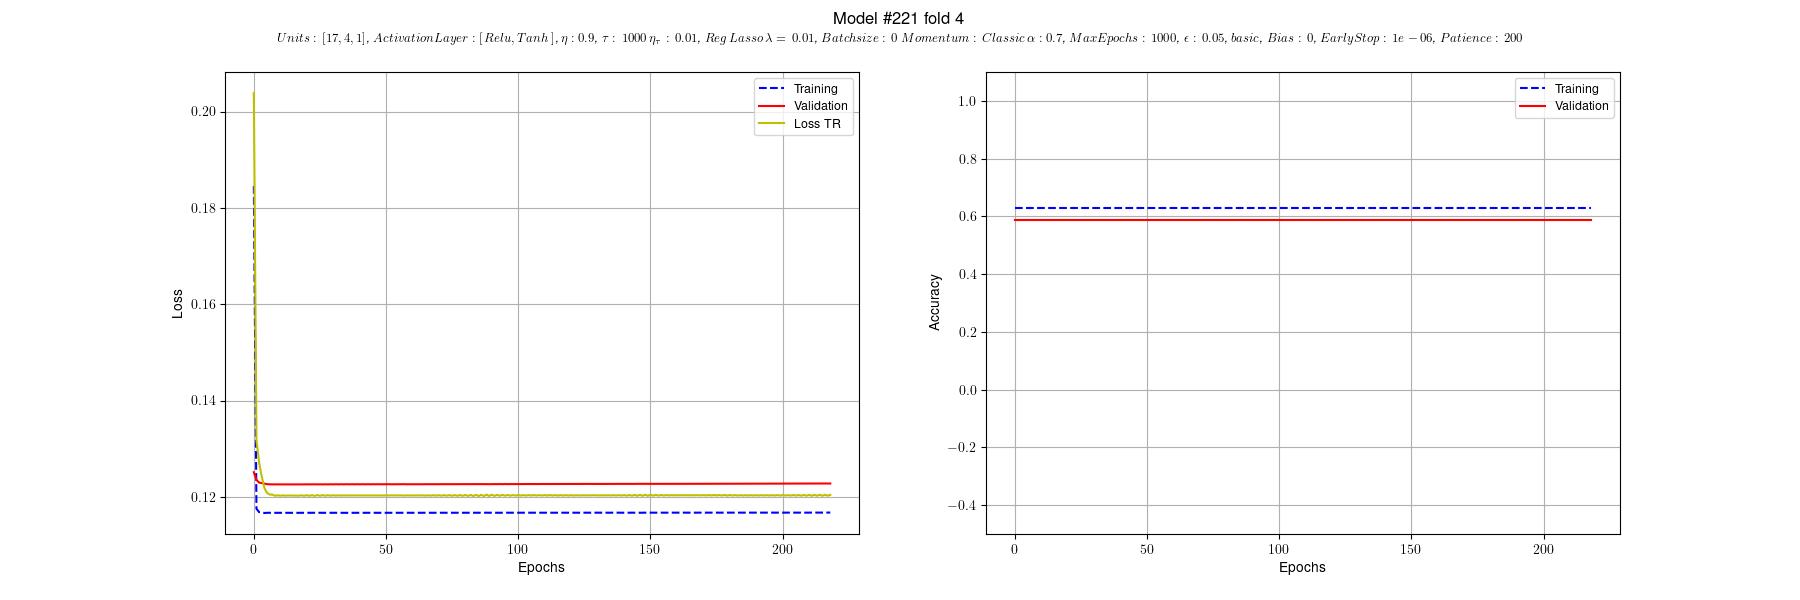 Model #221 fold 4
Units : [17, 4, 1], ActivationLayer : [Relu, Tanh], η : 0.9, τ : 1000 η_τ : 0.01, Reg Lasso λ = 0.01, Batchsize : 0 Momentum : Classic α : 0.7, MaxEpochs : 1000, ϵ : 0.05, basic, Bias : 0, EarlyStop : 1e − 06, Patience : 200
Training
Validation
Loss TR
0.20
0.18
0.16
0.14
0.12
Loss
0 50 100 150 200
Epochs
Training
Validation
1.0
0.8
0.6
0.4
0.2
0.0
−0.2
−0.4
Accuracy
0 50 100 150 200
Epochs